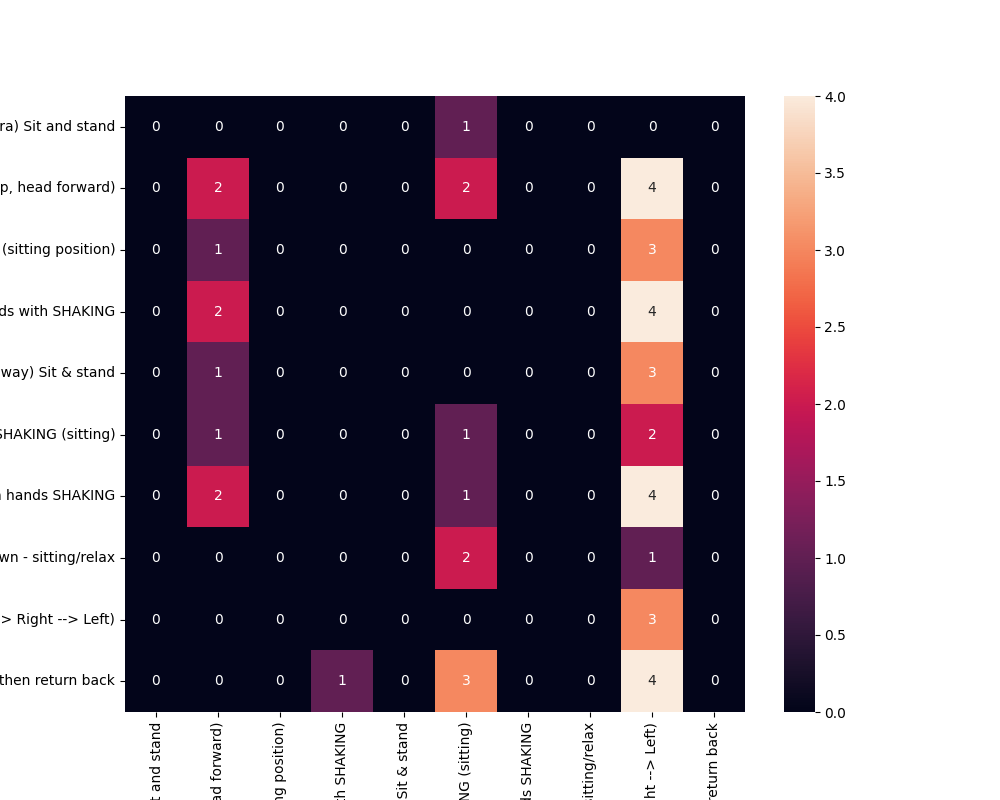 ra) Sit and stand 0 0 0 0 0 1 0 0 0 0
p, head forward) 0 2 0 0 0 2 0 0 4 0
(sitting position) 0 1 0 0 0 0 0 0 3 0
ds with SHAKING 0 2 0 0 0 0 0 0 4 0
way) Sit & stand 0 1 0 0 0 0 0 0 3 0
SHAKING (sitting) 0 1 0 0 0 1 0 0 2 0
hands SHAKING 0 2 0 0 0 1 0 0 4 0
wn - sitting/relax 0 0 0 0 0 2 0 0 1 0
> Right --> Left) 0 0 0 0 0 0 0 0 3 0
then return back 0 0 0 1 0 3 0 0 4 0
t and stand
ad forward)
ng position)
th SHAKING
Sit & stand
NG (sitting)
ds SHAKING
sitting/relax
ht --> Left)
return back
4.0
3.5
3.0
2.5
2.0
1.5
1.0
0.5
0.0